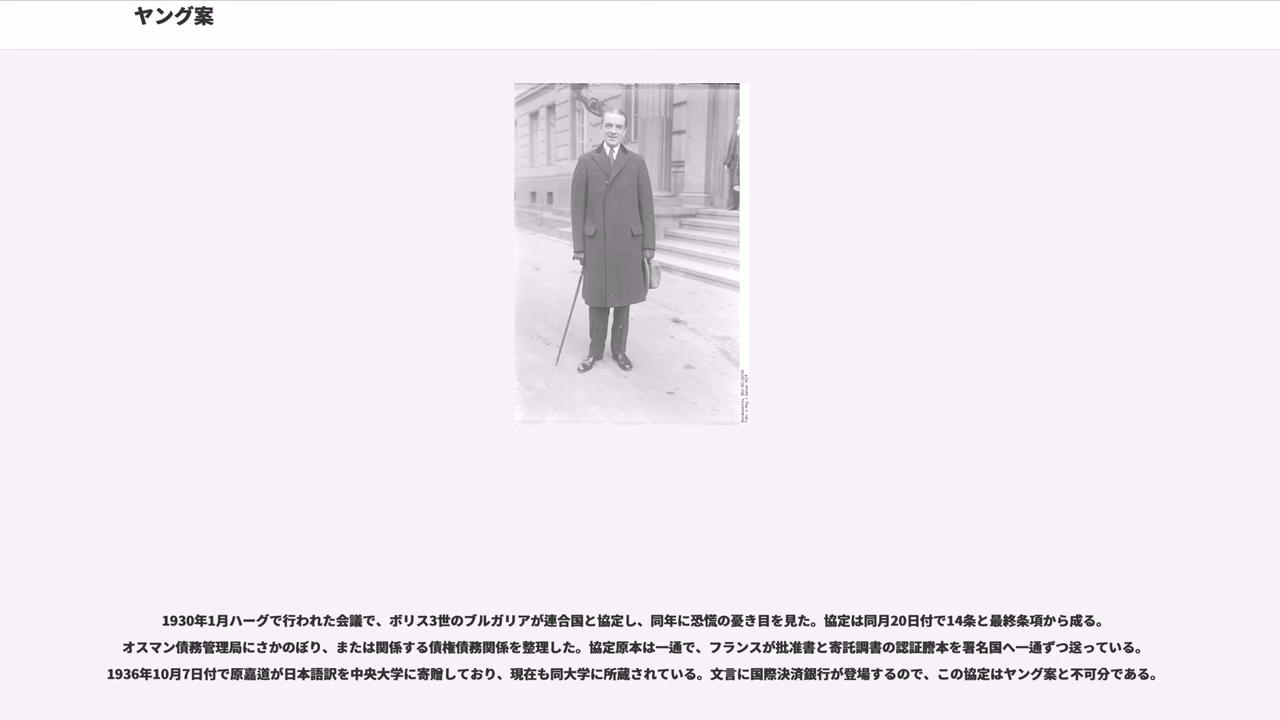 ヤング案
1930年1月ハーグで行われた会議で、ボリス3世のブルガリアが連合国と協定し、同年に恐慌の憂き目を見た。協定は同月20日付で14条と最終条項から成る。
オスマン債務管理局にさかのぼり、または関係する債権債務関係を整理した。協定原本は一通で、フランスが批准書と寄託調書の認証謄本を署名国へ一通ずつ送っている。
1936年10月7日付で原嘉道が日本語訳を中央大学に寄贈しており、現在も同大学に所蔵されている。文言に国際決済銀行が登場するので、この協定はヤング案と不可分である。